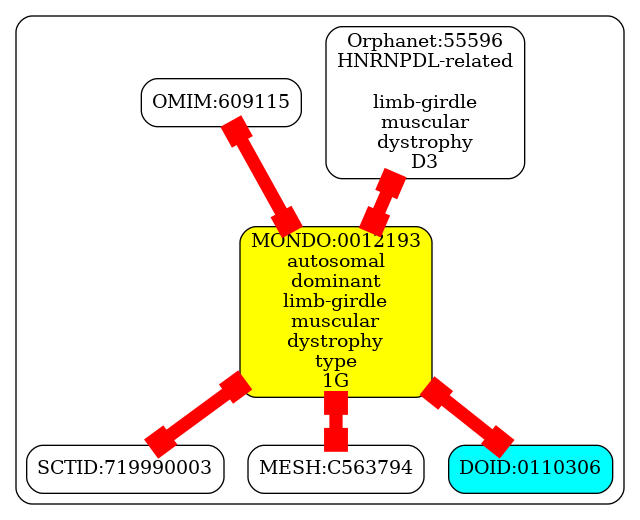 Orphanet:55596
HNRNPDL-related
limb-girdle
muscular
dystrophy
D3
OMIM:609115
MONDO:0012193
autosomal
dominant
limb-girdle
muscular
dystrophy
type
1G
SCTID:719990003
MESH:C563794
DOID:0110306